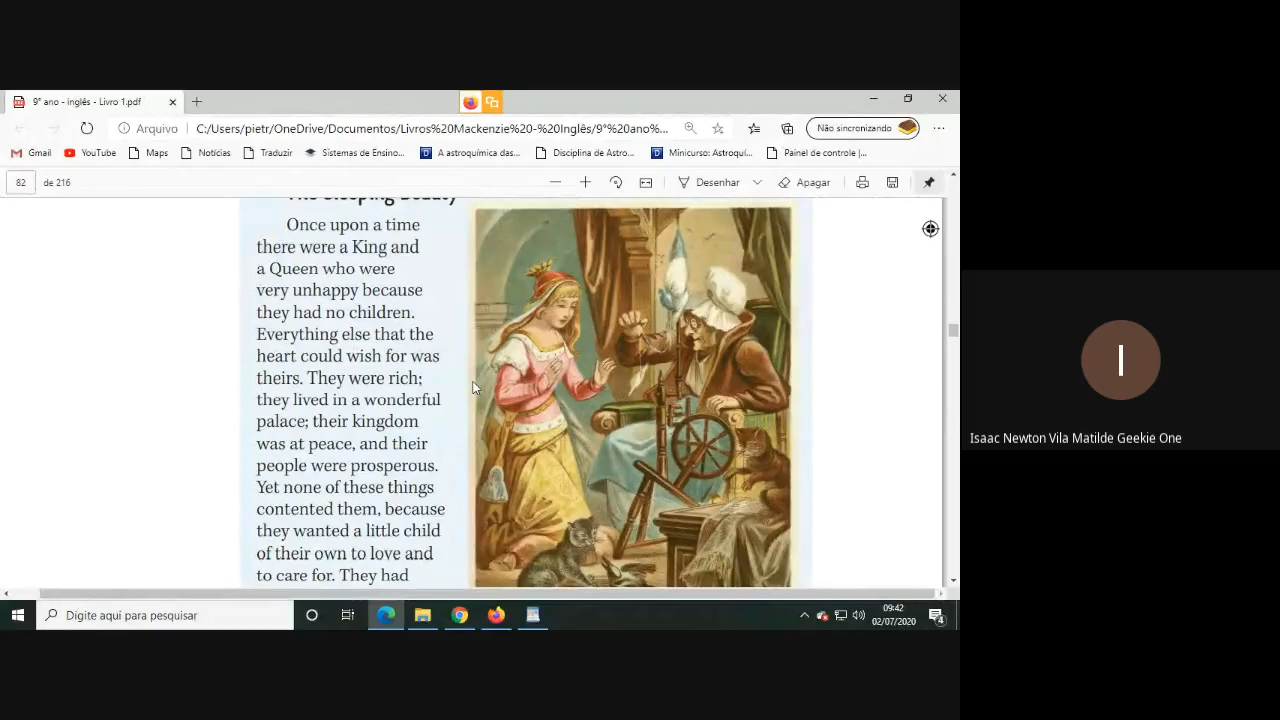 9° ano - inglês - Livro 1.pdf
Arquivo
C:/Users/pietr/OneDrive/Documentos/Livros%20Mackenzie%20-%20Inglês/9°%20ano%...
Não sincronizando
Gmail
YouTube
Maps
Notícias
Traduzir
Sistemas de Ensino...
A astroquímica das...
Disciplina de Astro...
Minicurso: Astroquí...
Painel de controle |...
82 de 216
Desenhar
Apagar
The Sleeping Beauty
Once upon a time
there were a King and
a Queen who were
very unhappy because
they had no children.
Everything else that the
heart could wish for was
theirs. They were rich;
they lived in a wonderful
palace; their kingdom
was at peace, and their
people were prosperous.
Yet none of these things
contented them, because
they wanted a little child
of their own to love and
to care for. They had
Digite aqui para pesquisar
09:42
02/07/2020
4
I
Isaac Newton Vila Matilde Geekie One